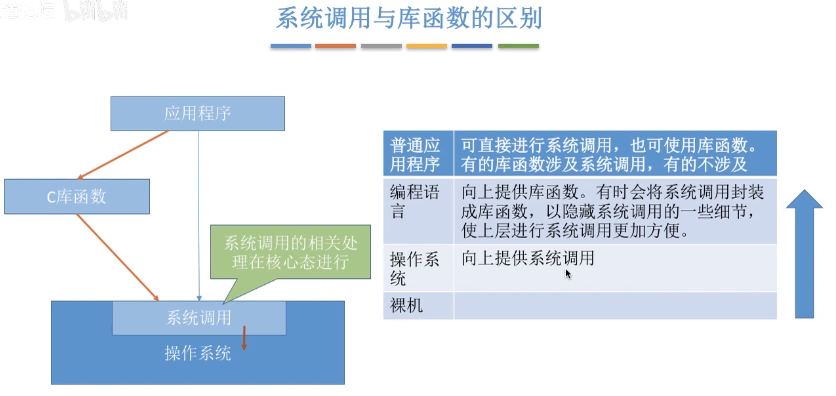 系统调用与库函数的区别
应用程序
C库函数
系统调用的相关处
理在核心态进行
系统调用
操作系统
普通应
用程序
可直接进行系统调用，也可使用库函数。
有的库函数涉及系统调用，有的不涉及
编程语
言
向上提供库函数。有时会将系统调用封装
成库函数，以隐藏系统调用的一些细节，
使上层进行系统调用更加方便。
操作系
统
向上提供系统调用
裸机